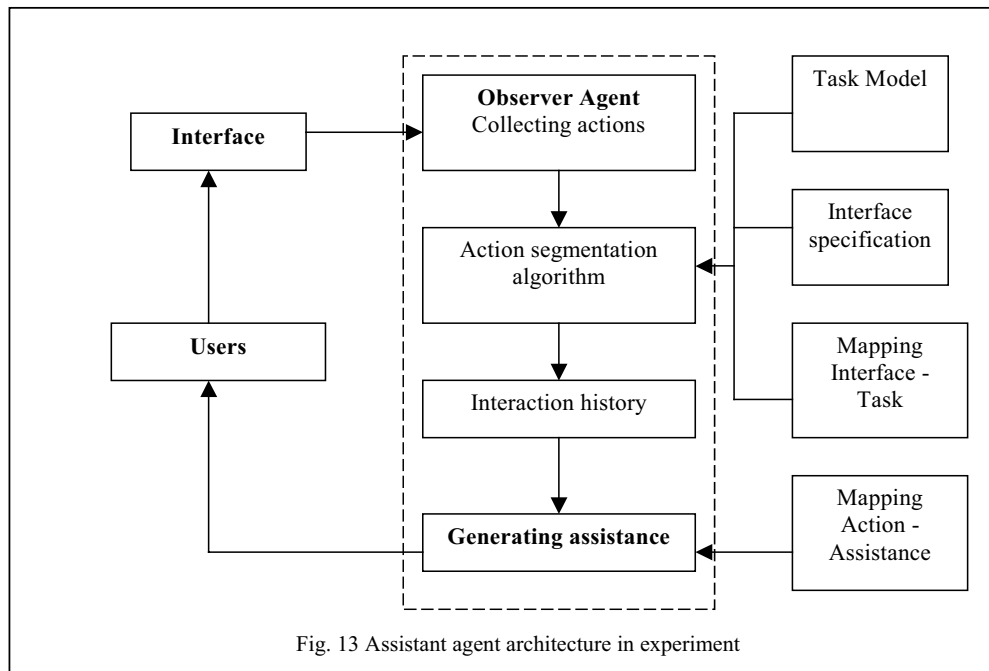 Interface
Users
Observer Agent
Collecting actions
Action segmentation
algorithm
Interaction history
Generating assistance
Task Model
Interface
specification
Mapping
Interface -
Task
Mapping
Action -
Assistance
Fig. 13 Assistant agent architecture in experiment